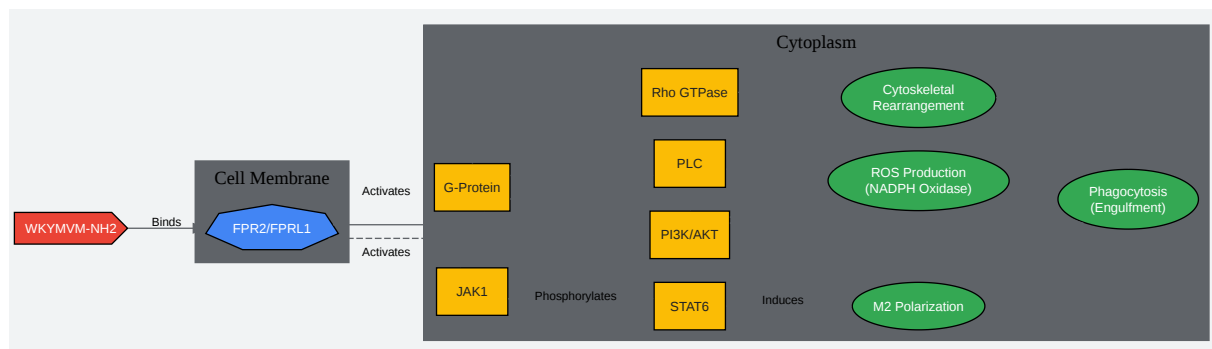 WKYMVM-NH2
Binds
Cell Membrane
FPR2/FPRL1
Activates
Activates
Cytoplasm
G-Protein
JAK1
Phosphorylates
Rho GTPase
PLC
PI3K/AKT
STAT6
Induces
Cytoskeletal
Rearrangement
ROS Production
(NADPH Oxidase)
M2 Polarization
Phagocytosis
(Engulfment)